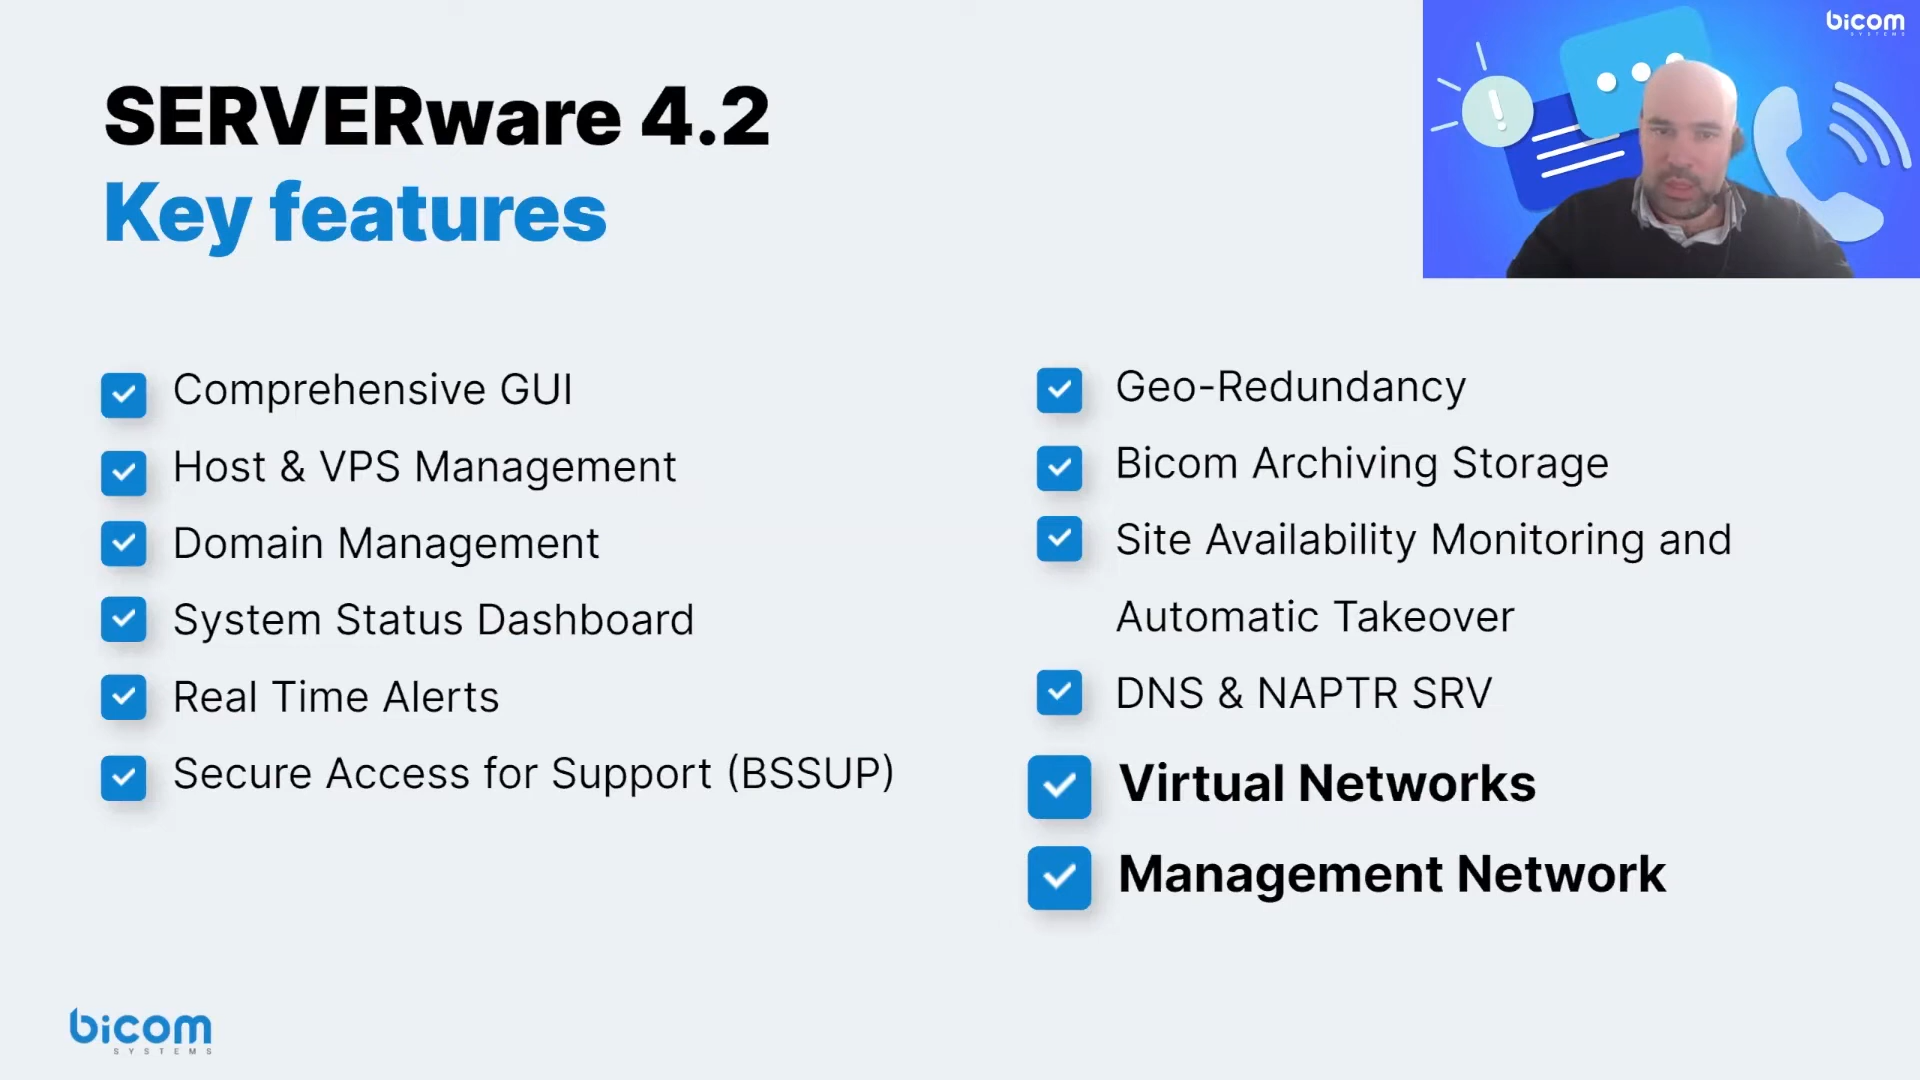 SERVERware 4.2
Key features
Comprehensive GUI
Host & VPS Management
Domain Management
System Status Dashboard
Real Time Alerts
Secure Access for Support (BSSUP)
Geo-Redundancy
Bicom Archiving Storage
Site Availability Monitoring and
Automatic Takeover
DNS & NAPTR SRV
Virtual Networks
Management Network
bicom
SYSTEMS
bicom
SYSTEMS